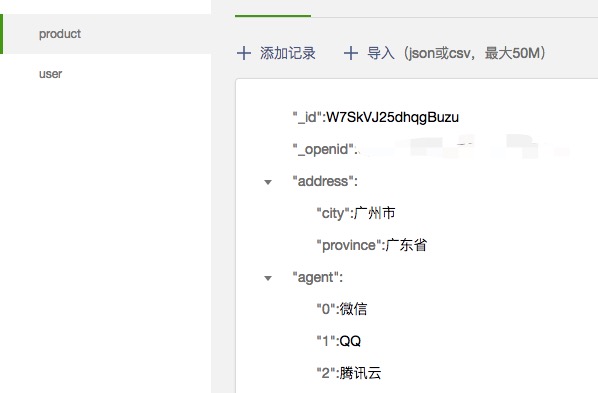 product
user
添加记录 导入（json或csv，最大50M）
"_id":W7SkVJ25dhqgBuzu
"_openid":
"address":
"city":广州市
"province":广东省
"agent":
"0":微信
"1":QQ
"2":腾讯云